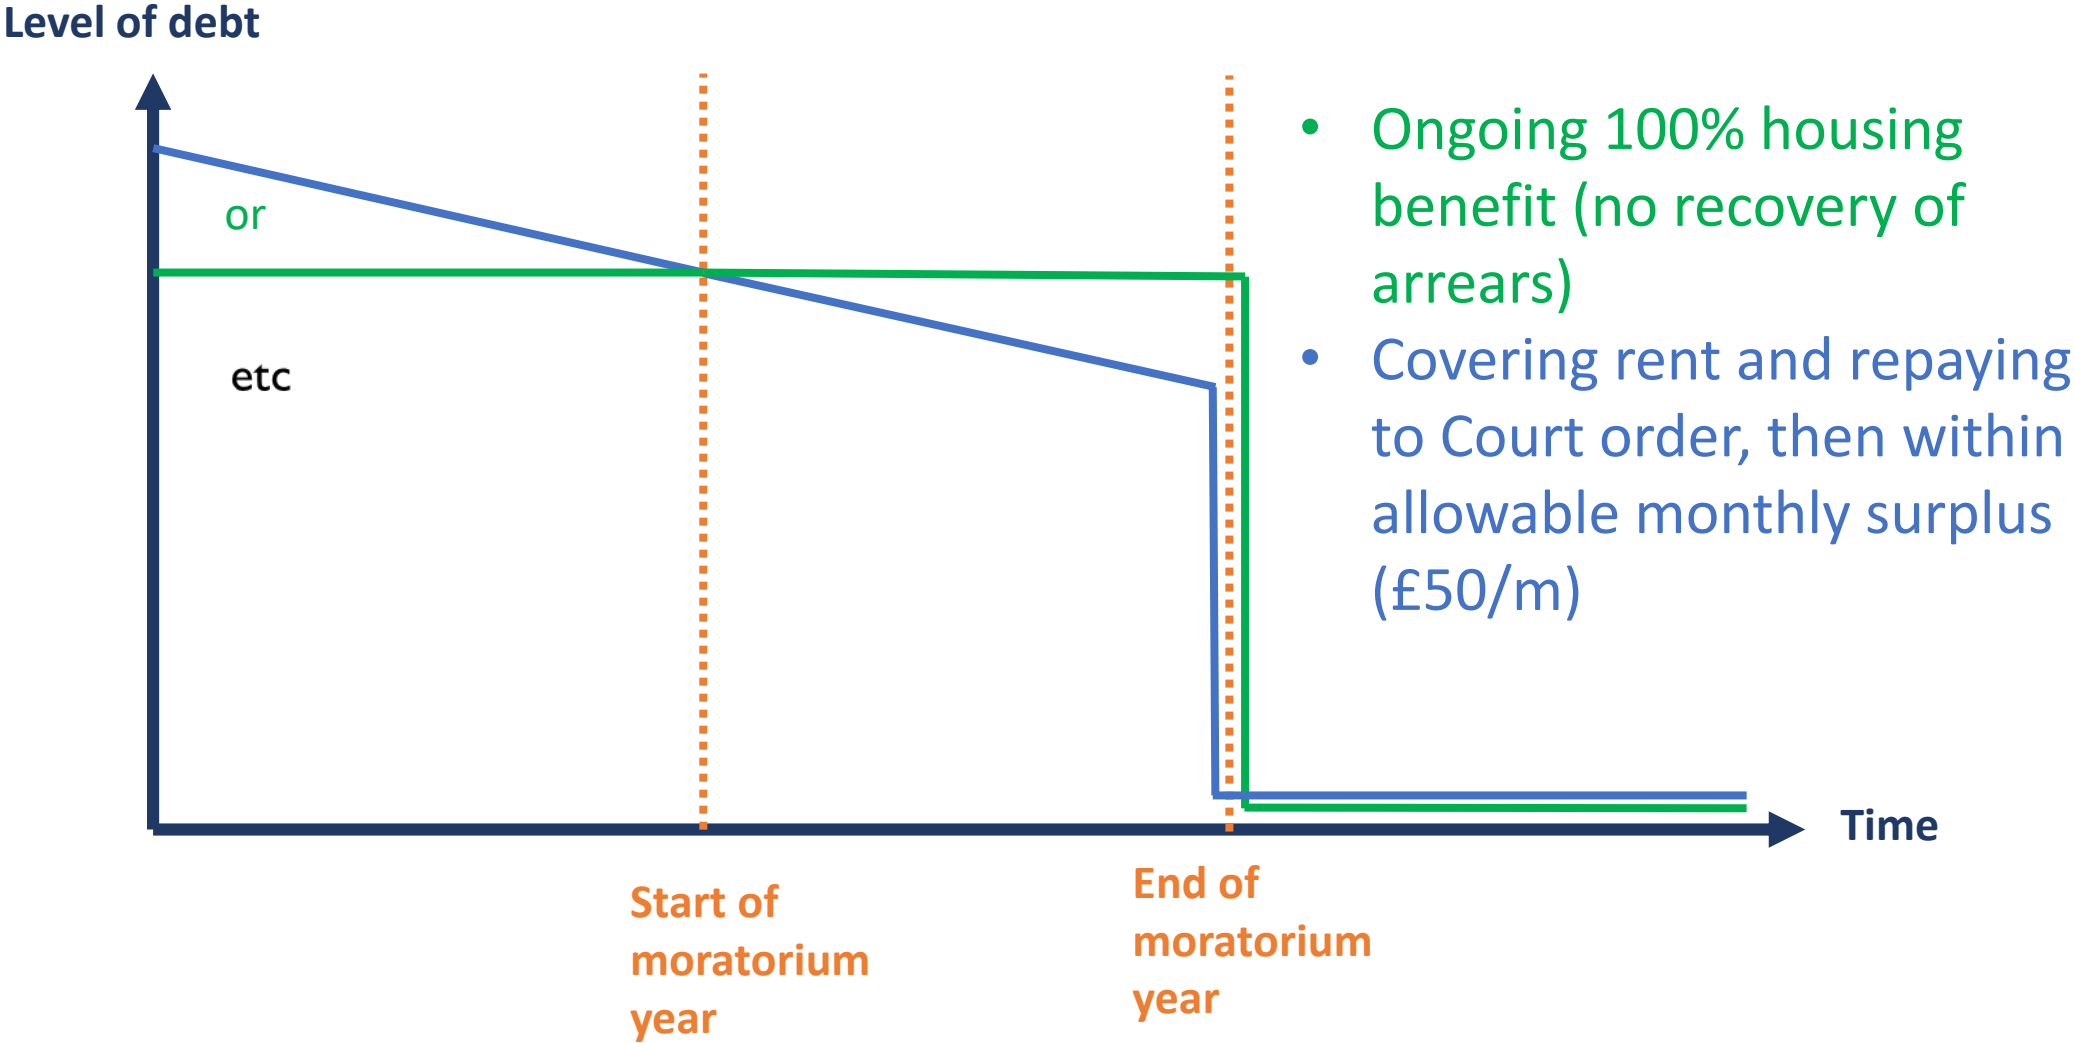 Level of debt
or
etc
• Ongoing 100% housing
benefit (no recovery of
arrears)
• Covering rent and repaying
to Court order, then within
allowable monthly surplus
(£50/m)
Time
Start of
moratorium
year
End of
moratorium
year